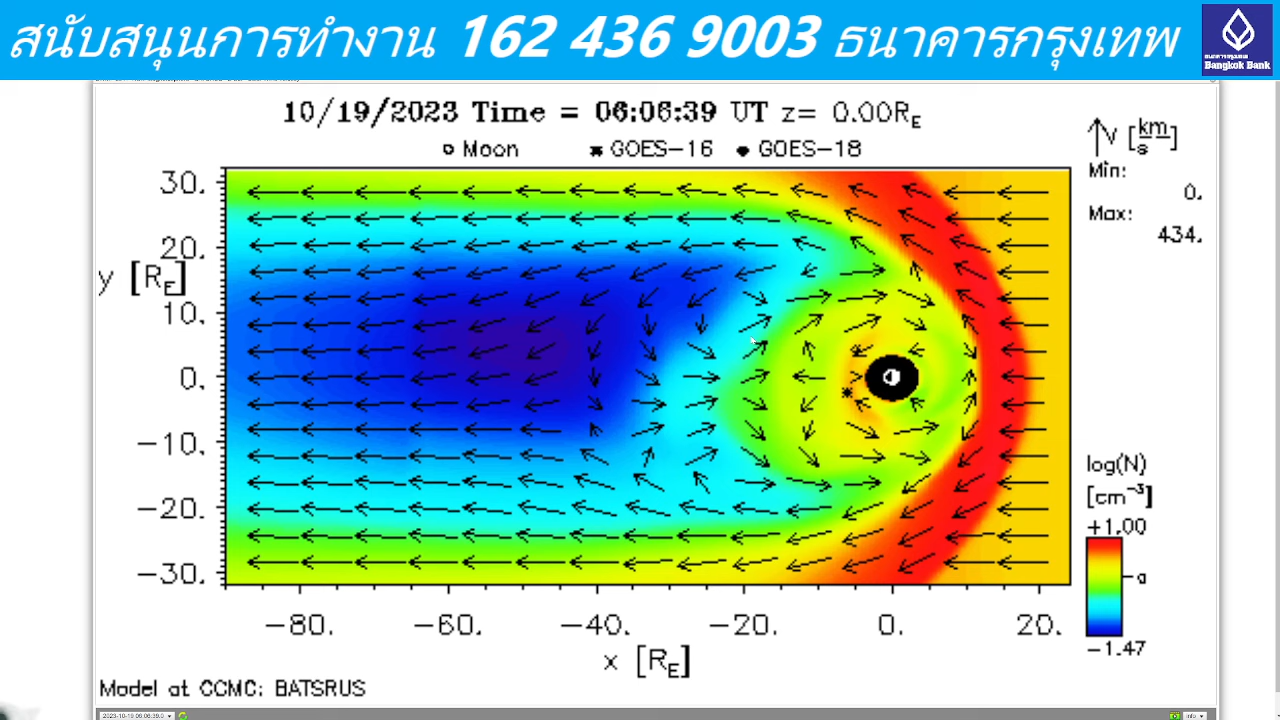 สนับสนุนการทำงาน 162 436 9003 ธนาคารกรุงเทพ
Bangkok Bank
10/19/2023 Time = 06:06:39 UT z= 0.00RE
Moon GOES-16 GOES-18
V [km/s]
Min:
0.
Max:
434.
30.
20.
y [RE]
10.
0.
-10.
-20.
-30.
log(N)
[cm-3]
+1.00
-1.47
-80. -60. -40. -20. 0. 20.
x [RE]
Model at CCMC: BATSRUS
info